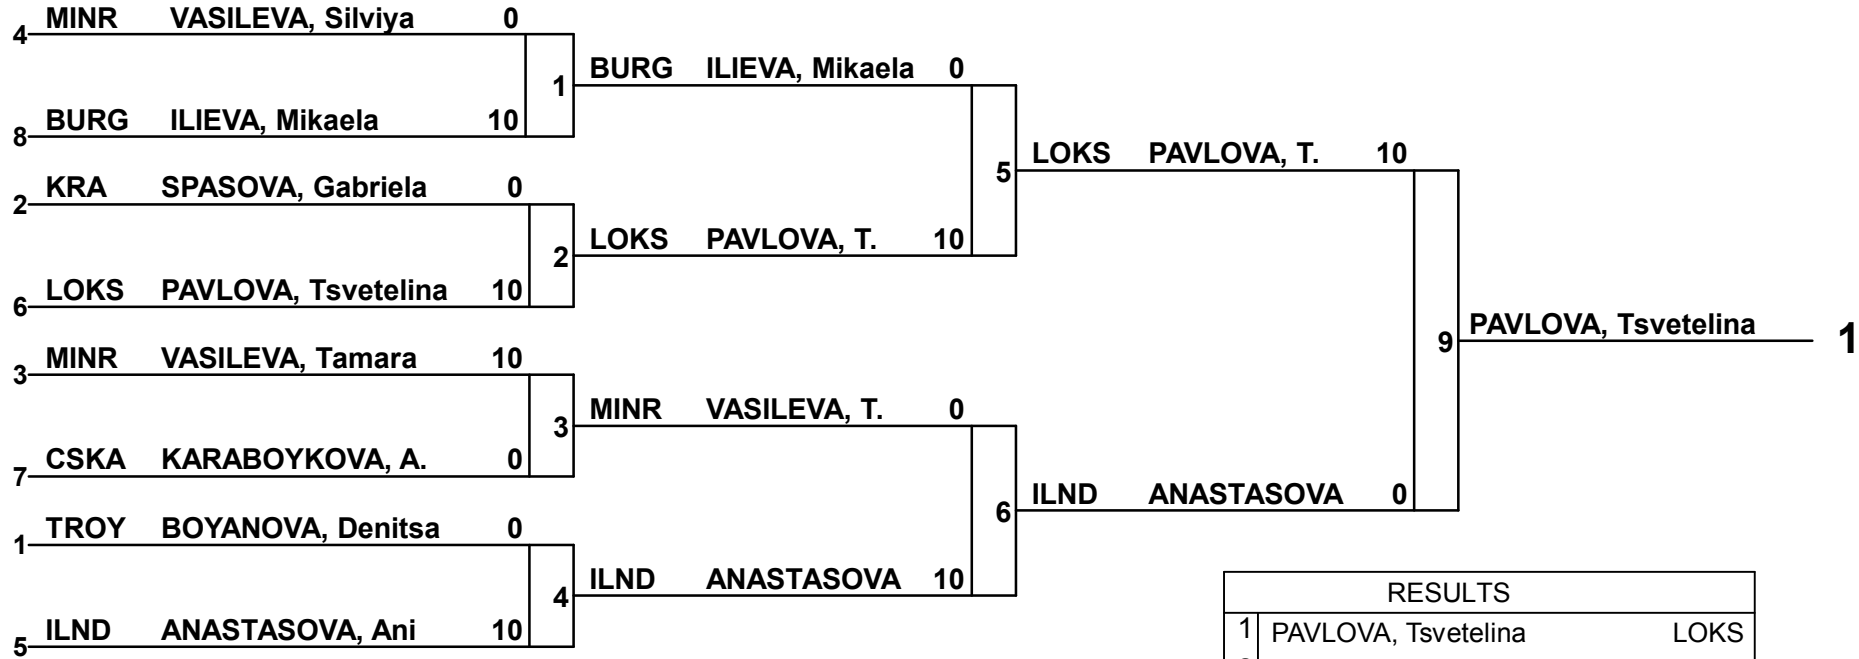 4 MINR VASILEVA, Silviya 0
1 BURG ILIEVA, Mikaela 0
8 BURG ILIEVA, Mikaela 10
5 LOKS PAVLOVA, T. 10
2 KRA SPASOVA, Gabriela 0
2 LOKS PAVLOVA, T. 10
6 LOKS PAVLOVA, Tsvetelina 10
9 PAVLOVA, Tsvetelina 1
3 MINR VASILEVA, Tamara 10
3 MINR VASILEVA, T. 0
7 CSKA KARABOYKOVA, A. 0
6 ILND ANASTASOVA 0
1 TROY BOYANOVA, Denitsa 0
4 ILND ANASTASOVA 10
5 ILND ANASTASOVA, Ani 10
RESULTS
1 PAVLOVA, Tsvetelina LOKS